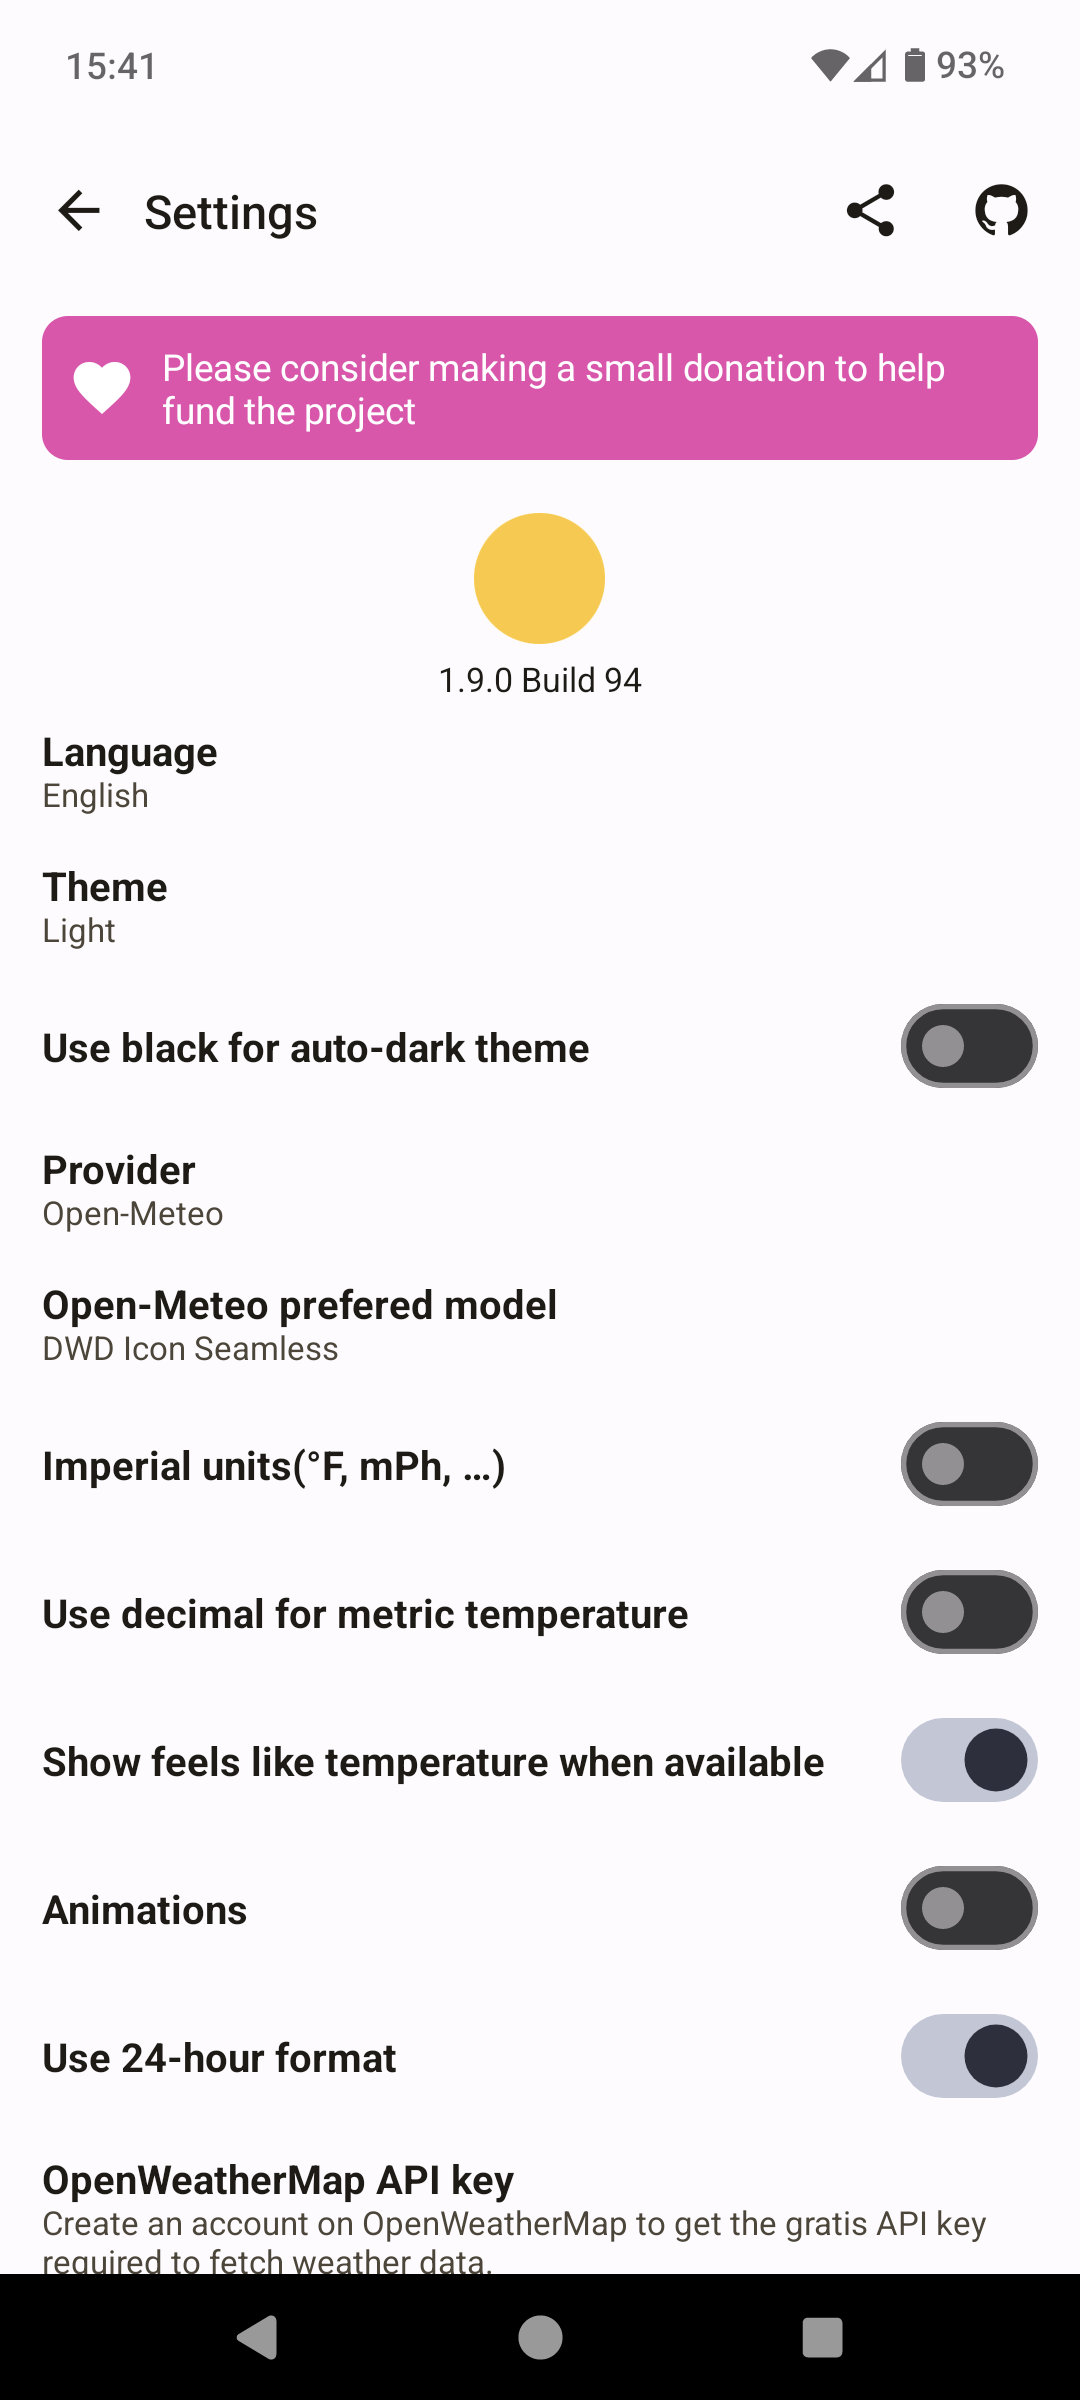 15:41
93%
Settings
Please consider making a small donation to help
fund the project
1.9.0 Build 94
Language
English
Theme
Light
Use black for auto-dark theme
Provider
Open-Meteo
Open-Meteo prefered model
DWD Icon Seamless
Imperial units(°F, mPh, …)
Use decimal for metric temperature
Show feels like temperature when available
Animations
Use 24-hour format
OpenWeatherMap API key
Create an account on OpenWeatherMap to get the gratis API key
required to fetch weather data.